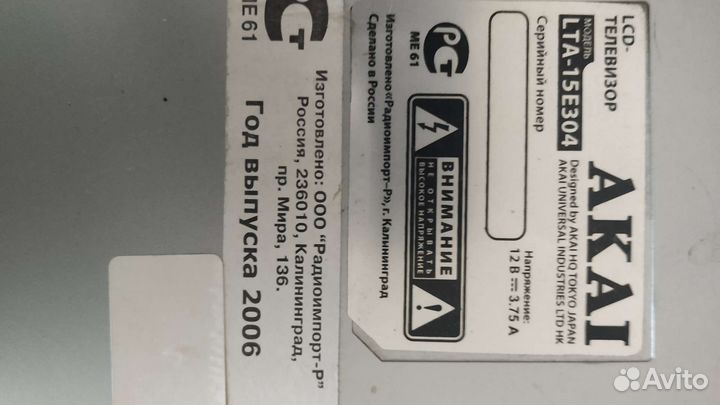 LCD-
ТЕЛЕВИЗОР
МОДЕЛЬ
LTA-15E304
Серийный номер
AKAI
Designed by AKAI HQ TOKYO JAPAN
AKAI UNIVERSAL INDUSTRIES LTD HK
Напряжение:
12 В 3.75 А
РСТ
МЕ 61
ВНИМАНИЕ
НЕ ОТКРЫВАТЬ
ВЫСОКОЕ НАПРЯЖЕНИЕ
Изготовлено «Радиоимпорт-Р», г. Калининград
Сделано в России
РСТ
МЕ 61
Изготовлено: ООО "Радиоимпорт-Р"
Россия, 236010, Калининград,
пр. Мира, 136.
Год выпуска 2006
Avito